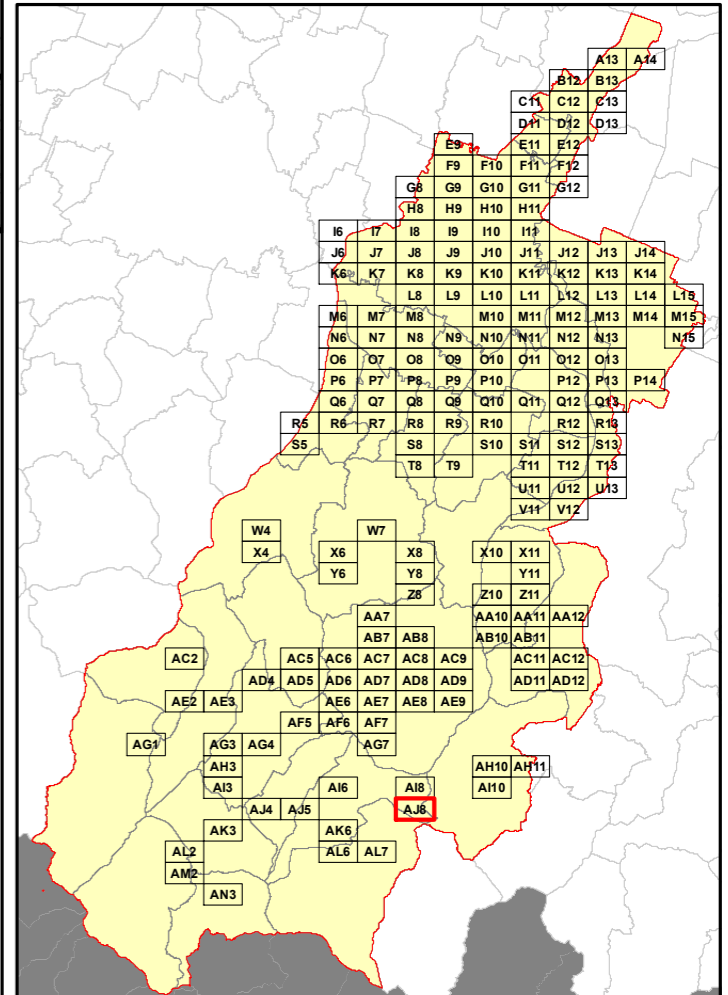 A13 A14
B12 B13
C11 C12 C13
D11 D12 D13
E9 E11 E12
F9 F10 F11 F12
G8 G9 G10 G11 G12
H8 H9 H10 H11
I6 I7 I8 I9 I10 I11
J6 J7 J8 J9 J10 J11 J12 J13 J14
K6 K7 K8 K9 K10 K11 K12 K13 K14
L8 L9 L10 L11 L12 L13 L14 L15
M6 M7 M8 M10 M11 M12 M13 M14 M15
N6 N7 N8 N9 N10 N11 N12 N13 N15
O6 O7 O8 O9 O10 O11 O12 O13
P6 P7 P8 P9 P10 P12 P13 P14
Q6 Q7 Q8 Q9 Q10 Q11 Q12 Q13
R5 R6 R7 R8 R9 R10 R12 R13
S5 S8 S10 S11 S12 S13
T8 T9 T11 T12 T13
U11 U12 U13
V11 V12
W4 W7
X4 X6 X8 X10 X11
Y6 Y8 Y11
Z8 Z10 Z11
AA7 AA10 AA11 AA12
AB7 AB8 AB10 AB11
AC2 AC5 AC6 AC7 AC8 AC9 AC11 AC12
AD4 AD5 AD6 AD7 AD8 AD9 AD11 AD12
AE2 AE3 AE6 AE7 AE8 AE9
AF5 AF6 AF7
AG1 AG3 AG4 AG7
AH3 AH10 AH11
AI3 AI6 AI8 AI10
AJ4 AJ5 AJ8
AK3 AK6
AL2 AL6 AL7
AM2
AN3